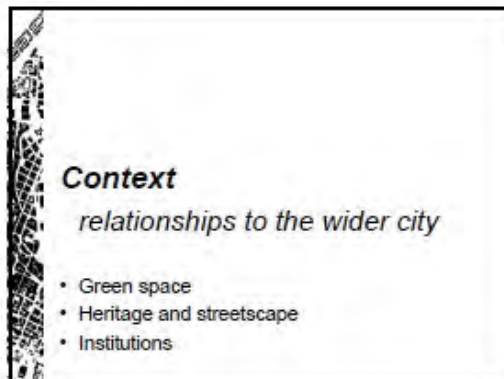 Context
relationships to the wider city
• Green space
• Heritage and streetscape
• Institutions